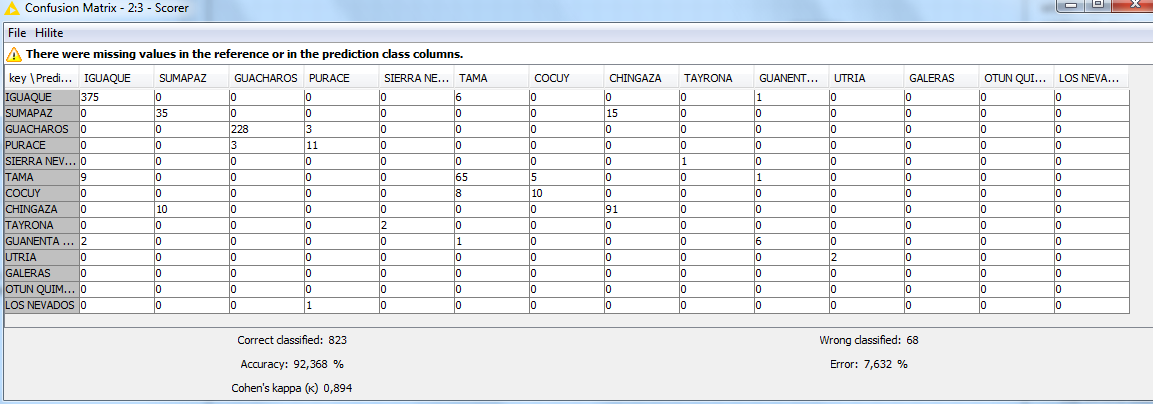 Confusion Matrix - 2:3 - Scorer
File Hilite
There were missing values in the reference or in the prediction class columns.
key \Predi... IGUAQUE SUMAPAZ GUACHAROS PURACE SIERRA NE... TAMA COCUY CHINGAZA TAYRONA GUANENT... UTRIA GALERAS OTUN QUI... LOS NEVA...
IGUAQUE 375 0 0 0 0 6 0 0 0 1 0 0 0 0
SUMAPAZ 0 35 0 0 0 0 0 15 0 0 0 0 0 0
GUACHAROS 0 0 228 3 0 0 0 0 0 0 0 0 0 0
PURACE 0 0 3 11 0 0 0 0 0 0 0 0 0 0
SIERRA NEV... 0 0 0 0 0 0 0 0 1 0 0 0 0 0
TAMA 9 0 0 0 0 65 5 0 0 1 0 0 0 0
COCUY 0 0 0 0 0 8 10 0 0 0 0 0 0 0
CHINGAZA 0 10 0 0 0 0 0 91 0 0 0 0 0 0
TAYRONA 0 0 0 0 2 0 0 0 0 0 0 0 0 0
GUANENTA ... 2 0 0 0 0 1 0 0 0 6 0 0 0 0
UTRIA 0 0 0 0 0 0 0 0 0 0 2 0 0 0
GALERAS 0 0 0 0 0 0 0 0 0 0 0 0 0 0
OTUN QUIM... 0 0 0 0 0 0 0 0 0 0 0 0 0 0
LOS NEVADOS 0 0 0 1 0 0 0 0 0 0 0 0 0 0
Correct classified: 823 Wrong classified: 68
Accuracy: 92,368 % Error: 7,632 %
Cohen's kappa (κ) 0,894